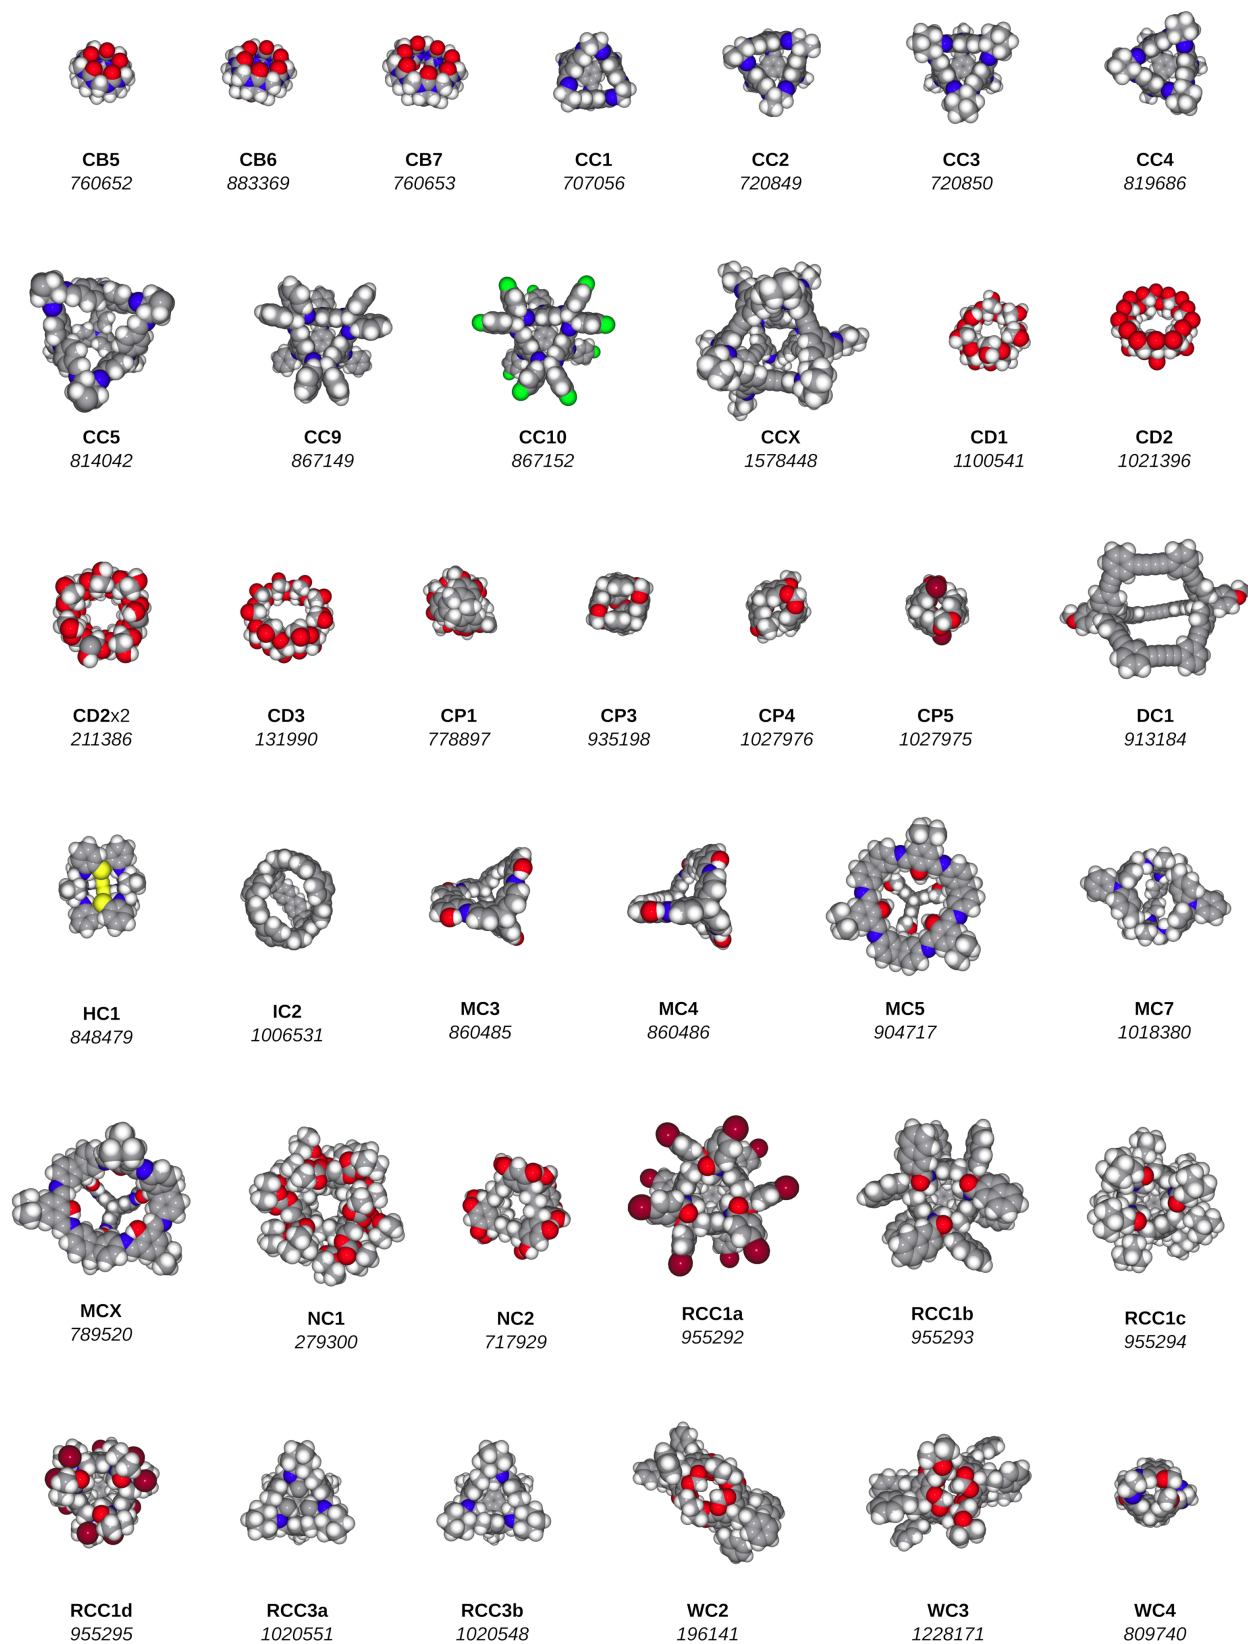 CB5 CB6 CB7 CC1 CC2 CC3 CC4
760652 883369 760653 707056 720849 720850 819686
CC5 CC9 CC10 CCX CD1 CD2
814042 867149 867152 1578448 1100541 1021396
CD2x2 CD3 CP1 CP3 CP4 CP5 DC1
211386 131990 778897 935198 1027976 1027975 913184
HC1 IC2 MC3 MC4 MC5 MC7
848479 1006531 860485 860486 904717 1018380
MCX NC1 NC2 RCC1a RCC1b RCC1c
789520 279300 717929 955292 955293 955294
RCC1d RCC3a RCC3b WC2 WC3 WC4
955295 1020551 1020548 196141 1228171 809740